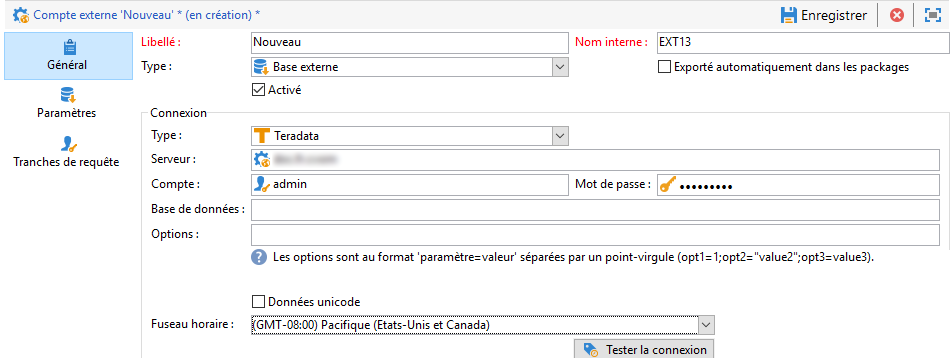 Compte externe 'Nouveau' * (en création) *
Enregistrer
Général
Paramètres
Tranches de requête
Libellé : Nouveau Nom interne : EXT13
Type : Base externe Exporté automatiquement dans les packages
Activé
Connexion
Type : Teradata
Serveur :
Compte : admin Mot de passe : •••••••••
Base de données :
Options :
Les options sont au format 'paramètre=valeur' séparées par un point-virgule (opt1=1;opt2="value2";opt3=value3).
Données unicode
Fuseau horaire : (GMT-08:00) Pacifique (Etats-Unis et Canada)
Tester la connexion